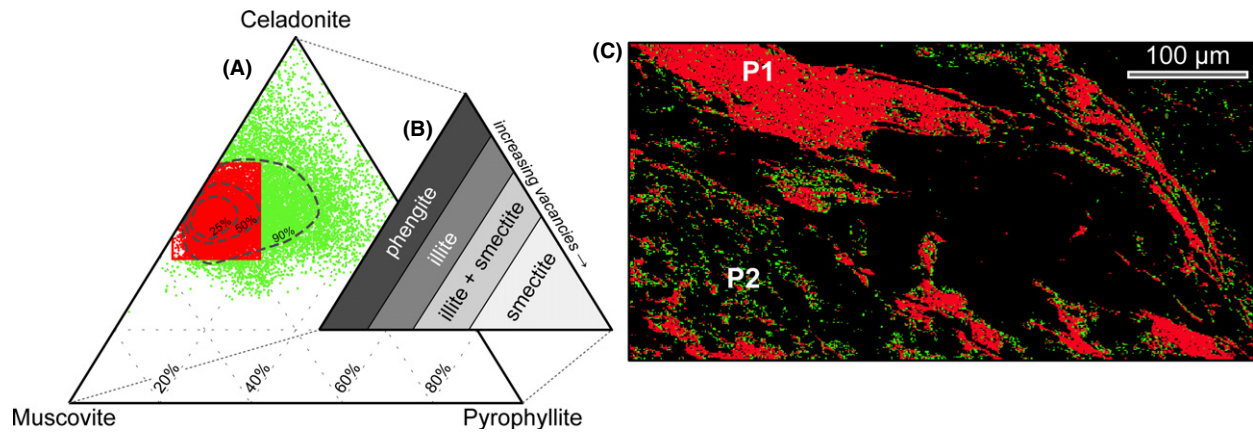 Celadonite
(A)
(B)
phengite
illite
illite + smectite
smectite
increasing vacancies →
25%
50%
90%
20%
40%
60%
80%
Muscovite
Pyrophyllite
(C)
P1
100 µm
P2